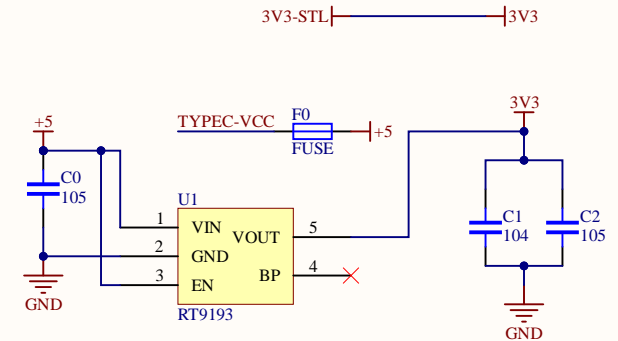 3V3-STL 3V3
3V3
+5 TYPEC-VCC F0 +5
FUSE
C0
105
U1
1 VIN
2 GND
3 EN
VOUT 5
BP 4
RT9193
C1
104
C2
105
GND
GND